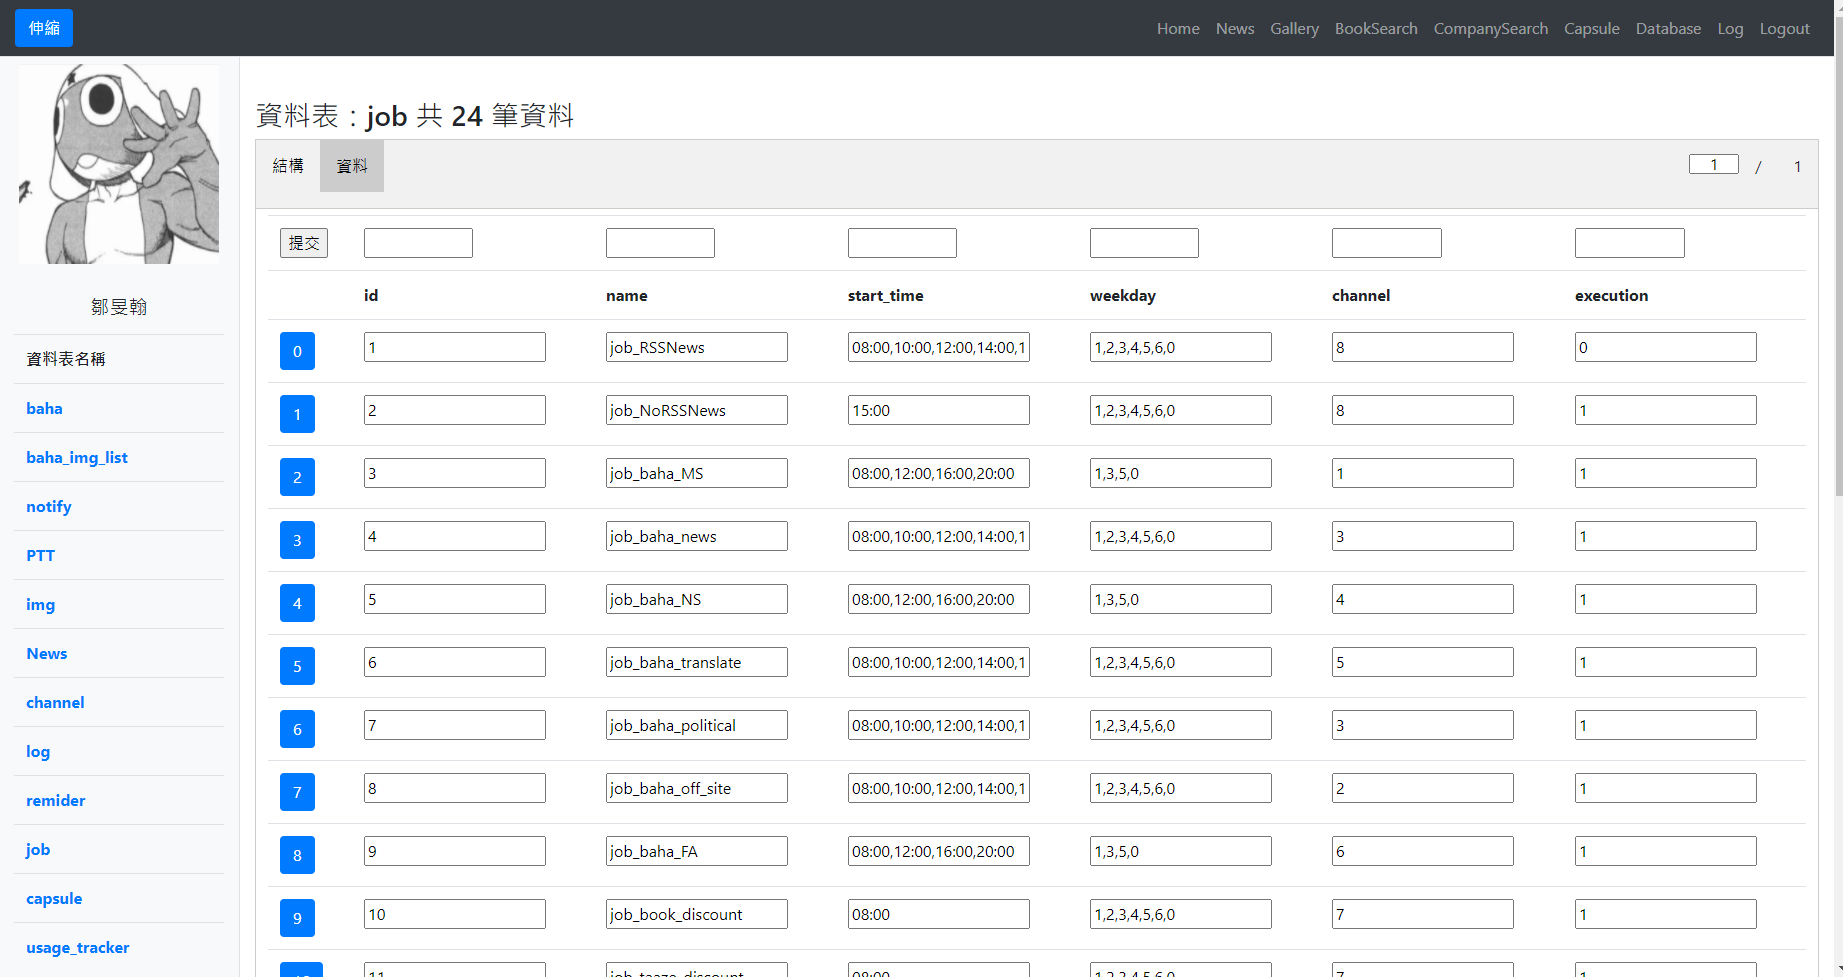 伸縮
Home News Gallery BookSearch CompanySearch Capsule Database Log Logout
鄒旻翰
資料表名稱
baha
baha_img_list
notify
PTT
img
News
channel
log
remider
job
capsule
usage_tracker
資料表：job 共 24 筆資料
結構 資料 1 / 1
提交
id name start_time weekday channel execution
0 1 job_RSSNews 08:00,10:00,12:00,14:00,1 1,2,3,4,5,6,0 8 0
1 2 job_NoRSSNews 15:00 1,2,3,4,5,6,0 8 1
2 3 job_baha_MS 08:00,12:00,16:00,20:00 1,3,5,0 1 1
3 4 job_baha_news 08:00,10:00,12:00,14:00,1 1,2,3,4,5,6,0 3 1
4 5 job_baha_NS 08:00,12:00,16:00,20:00 1,3,5,0 4 1
5 6 job_baha_translate 08:00,10:00,12:00,14:00,1 1,2,3,4,5,6,0 5 1
6 7 job_baha_political 08:00,10:00,12:00,14:00,1 1,2,3,4,5,6,0 3 1
7 8 job_baha_off_site 08:00,10:00,12:00,14:00,1 1,2,3,4,5,6,0 2 1
8 9 job_baha_FA 08:00,12:00,16:00,20:00 1,3,5,0 6 1
9 10 job_book_discount 08:00 1,2,3,4,5,6,0 7 1
10 11 job_taaze_discount 08:00 1,2,3,4,5,6,0 7 1